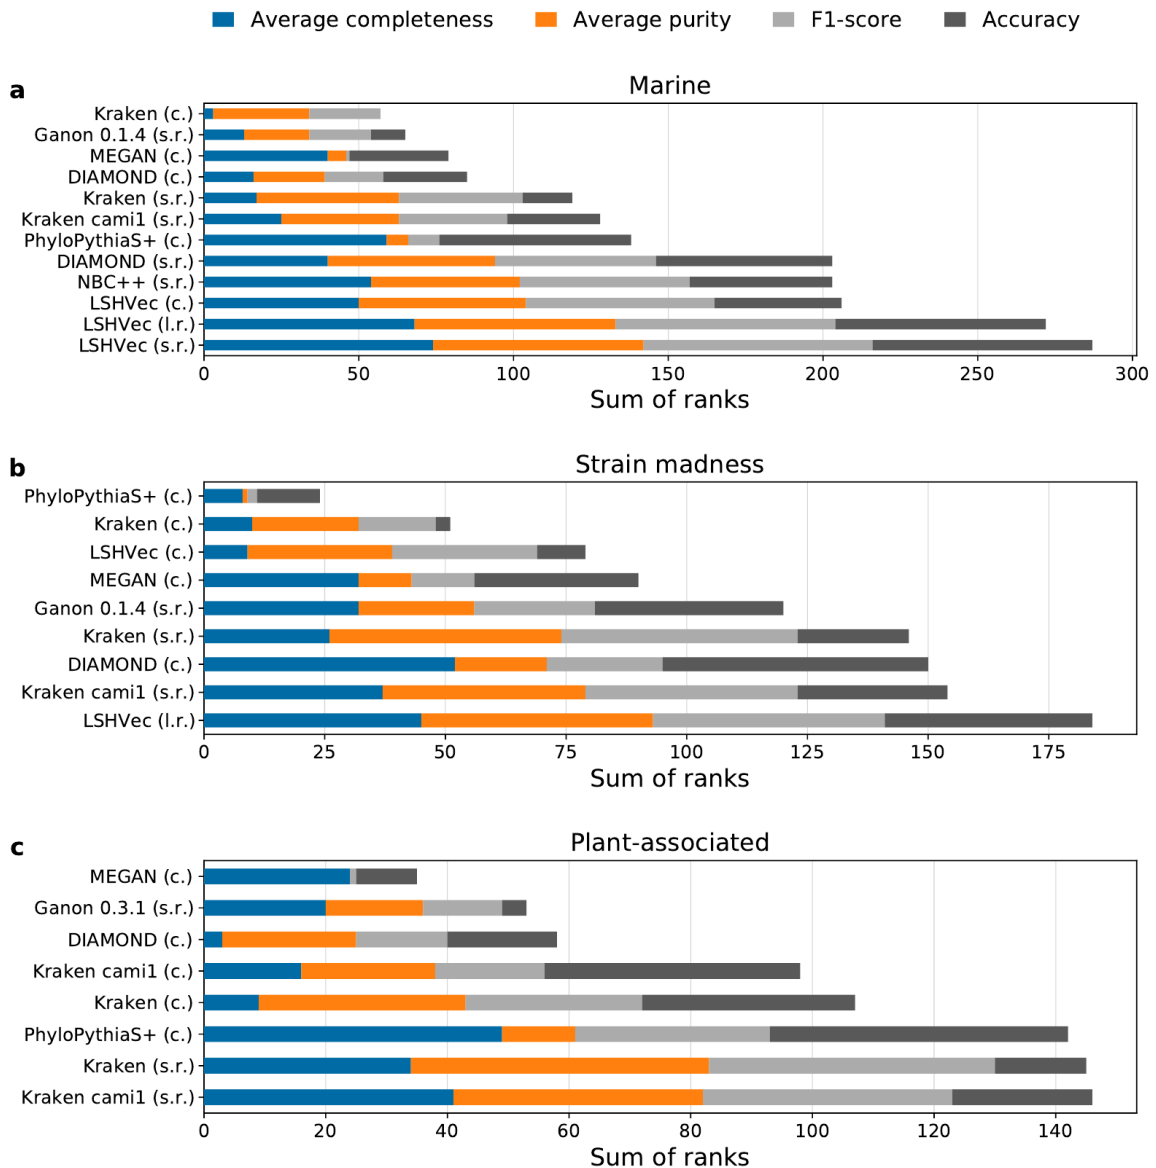 Average completeness Average purity F1-score Accuracy
a
Marine
Kraken (c.)
Ganon 0.1.4 (s.r.)
MEGAN (c.)
DIAMOND (c.)
Kraken (s.r.)
Kraken cami1 (s.r.)
PhyloPythiaS+ (c.)
DIAMOND (s.r.)
NBC++ (s.r.)
LSHVec (c.)
LSHVec (l.r.)
LSHVec (s.r.)
0 50 100 150 200 250 300
Sum of ranks
b
Strain madness
PhyloPythiaS+ (c.)
Kraken (c.)
LSHVec (c.)
MEGAN (c.)
Ganon 0.1.4 (s.r.)
Kraken (s.r.)
DIAMOND (c.)
Kraken cami1 (s.r.)
LSHVec (l.r.)
0 25 50 75 100 125 150 175
Sum of ranks
c
Plant-associated
MEGAN (c.)
Ganon 0.3.1 (s.r.)
DIAMOND (c.)
Kraken cami1 (c.)
Kraken (c.)
PhyloPythiaS+ (c.)
Kraken (s.r.)
Kraken cami1 (s.r.)
0 20 40 60 80 100 120 140
Sum of ranks